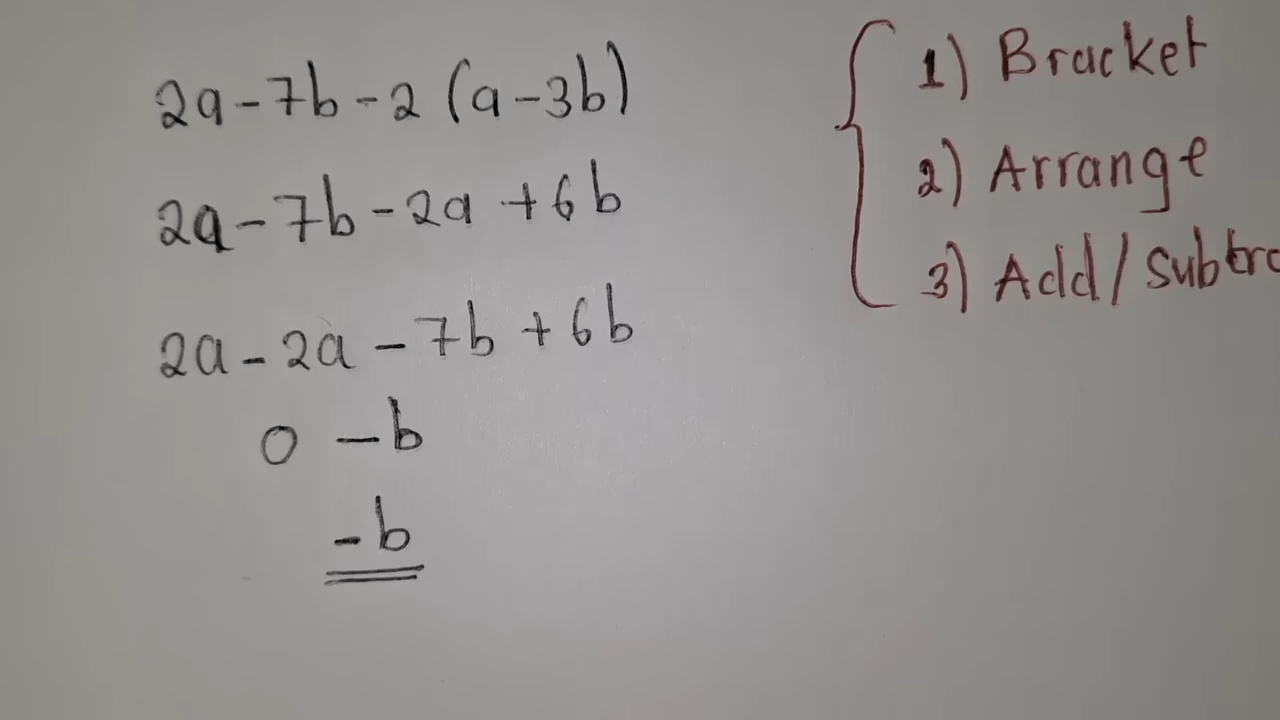 2a - 7b - 2 (a - 3b)
2a - 7b - 2a + 6b
2a - 2a - 7b + 6b
0 - b
- b
1) Bracket
2) Arrange
3) Add / Subtra